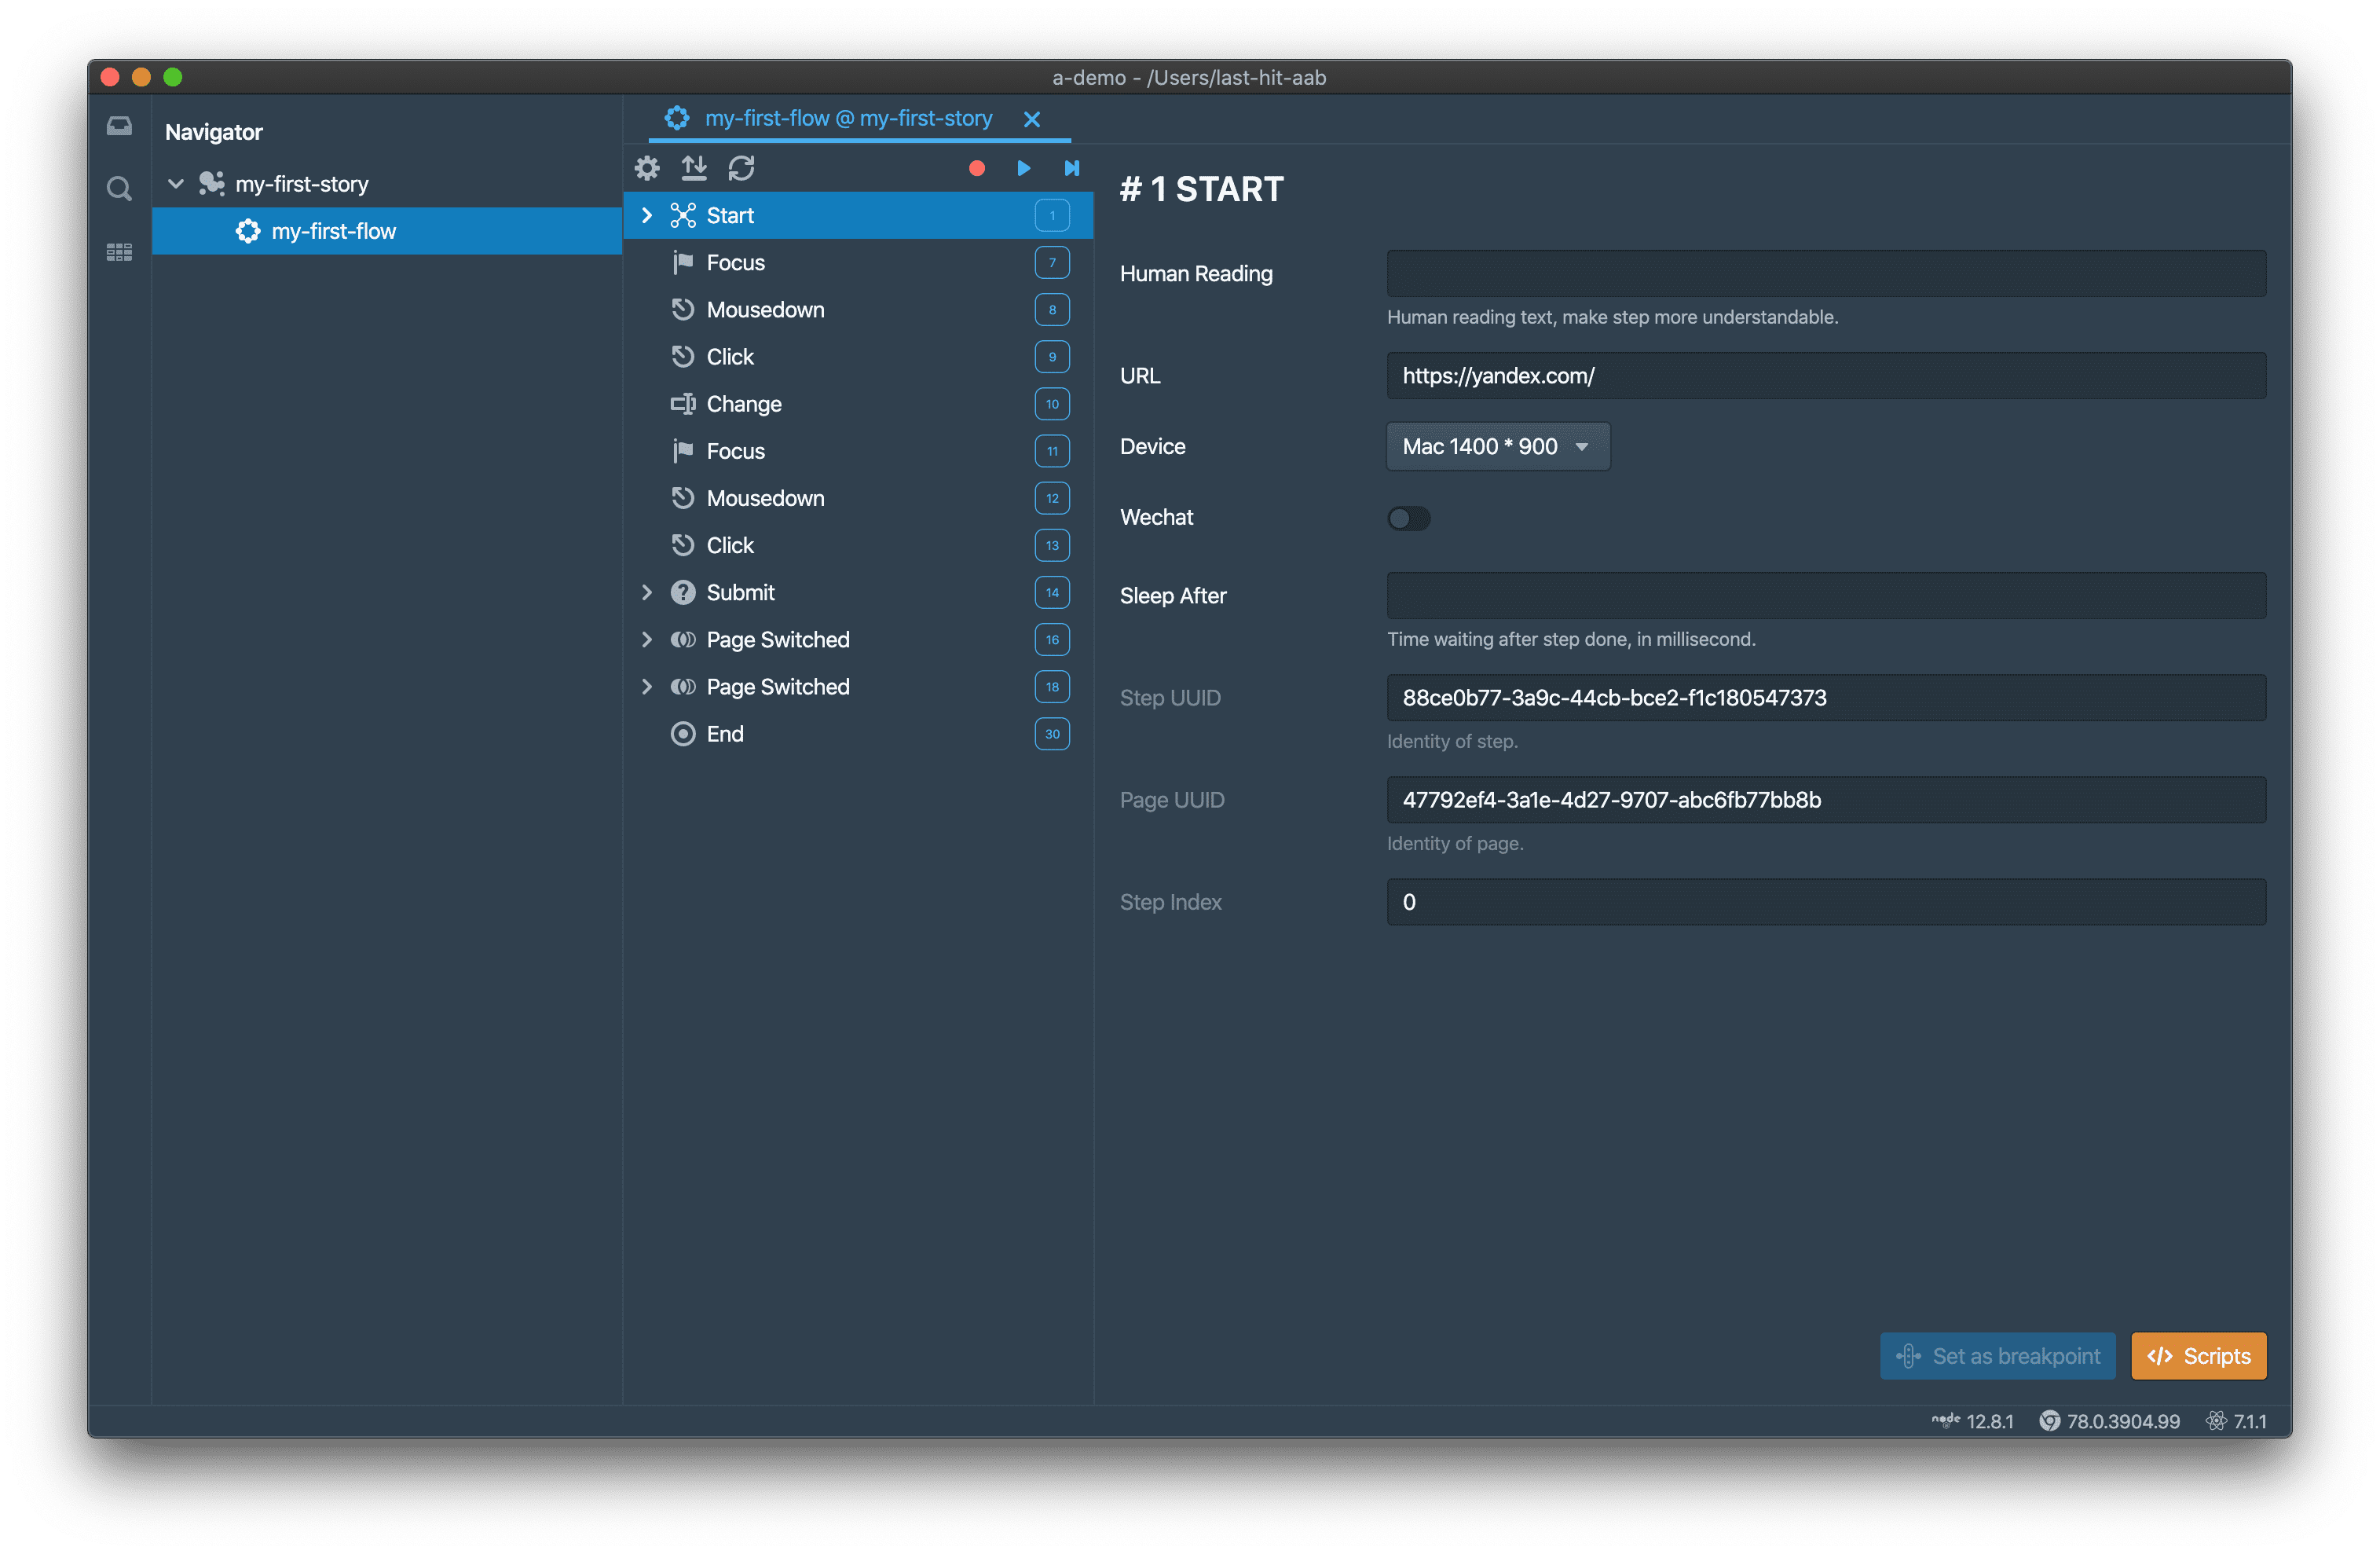 a-demo - /Users/last-hit-aab
Navigator
my-first-story
my-first-flow
my-first-flow @ my-first-story
Start 1
Focus 7
Mousedown 8
Click 9
Change 10
Focus 11
Mousedown 12
Click 13
Submit 14
Page Switched 16
Page Switched 18
End 30
# 1 START
Human Reading
Human reading text, make step more understandable.
URL https://yandex.com/
Device Mac 1400 * 900
Wechat
Sleep After
Time waiting after step done, in millisecond.
Step UUID 88ce0b77-3a9c-44cb-bce2-f1c180547373
Identity of step.
Page UUID 47792ef4-3a1e-4d27-9707-abc6fb77bb8b
Identity of page.
Step Index 0
Set as breakpoint </> Scripts
node 12.8.1 78.0.3904.99 7.1.1